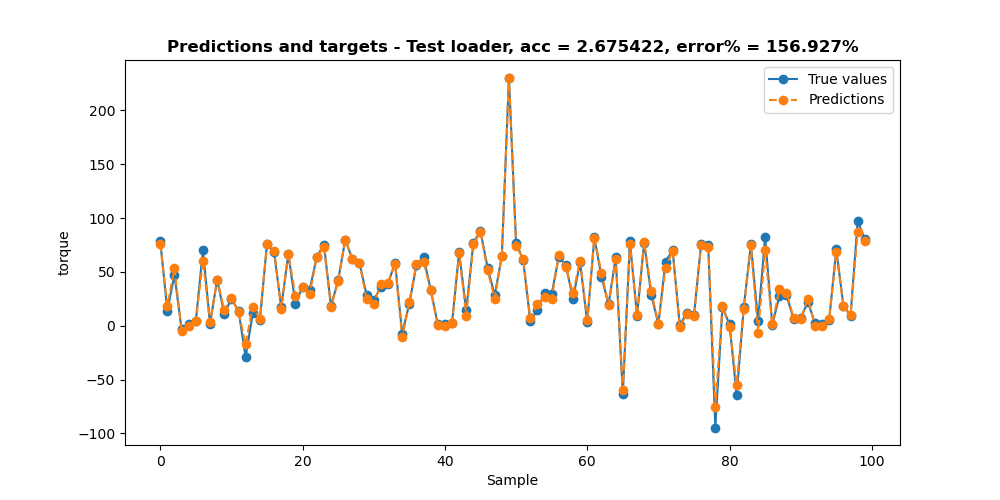 Predictions and targets - Test loader, acc = 2.675422, error% = 156.927%
True values
Predictions
torque
200
150
100
50
0
−50
−100
0 20 40 60 80 100
Sample